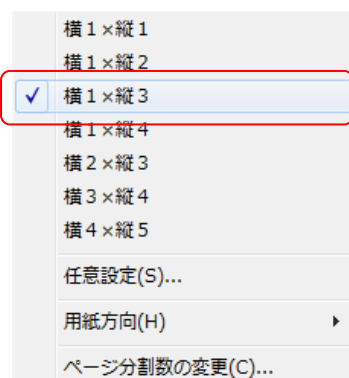 横１×縦１
横１×縦２
横１×縦３
横１×縦４
横２×縦３
横３×縦４
横４×縦５
任意設定(S)...
用紙方向(H)
ページ分割数の変更(C)...